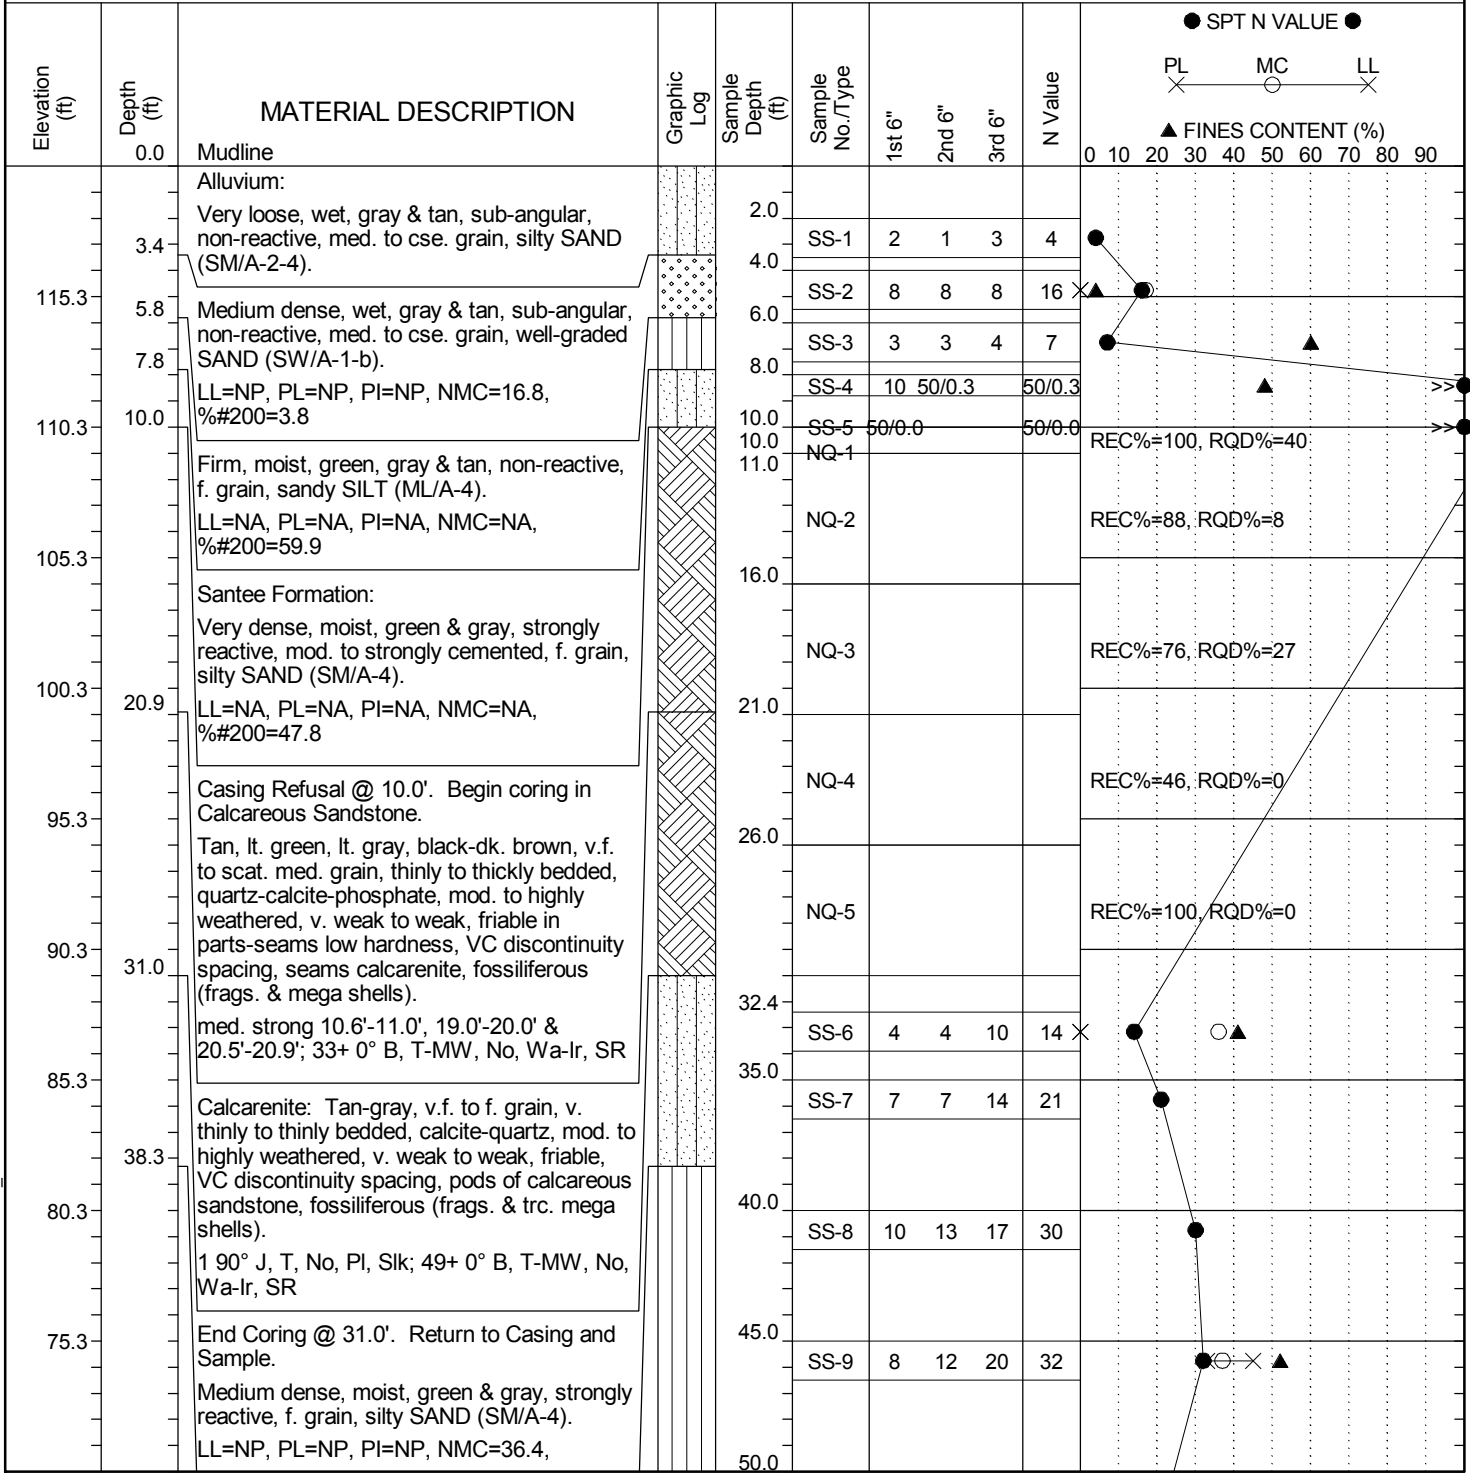 Elevation (ft)
Depth (ft)
MATERIAL DESCRIPTION
Graphic Log
Sample Depth (ft)
Sample No./Type
1st 6"
2nd 6"
3rd 6"
N Value
● SPT N VALUE ●
PL MC LL
▲ FINES CONTENT (%)
0 10 20 30 40 50 60 70 80 90
0.0 Mudline
Alluvium:
Very loose, wet, gray & tan, sub-angular,
non-reactive, med. to cse. grain, silty SAND
(SM/A-2-4).
3.4
Medium dense, wet, gray & tan, sub-angular,
non-reactive, med. to cse. grain, well-graded
SAND (SW/A-1-b).
LL=NP, PL=NP, PI=NP, NMC=16.8,
%#200=3.8
5.8
Firm, moist, green, gray & tan, non-reactive,
f. grain, sandy SILT (ML/A-4).
LL=NA, PL=NA, PI=NA, NMC=NA,
%#200=59.9
7.8
Santee Formation:
Very dense, moist, green & gray, strongly
reactive, mod. to strongly cemented, f. grain,
silty SAND (SM/A-4).
LL=NA, PL=NA, PI=NA, NMC=NA,
%#200=47.8
10.0
Casing Refusal @ 10.0'. Begin coring in
Calcareous Sandstone.
Tan, lt. green, lt. gray, black-dk. brown, v.f.
to scat. med. grain, thinly to thickly bedded,
quartz-calcite-phosphate, mod. to highly
weathered, v. weak to weak, friable in
parts-seams low hardness, VC discontinuity
spacing, seams calcarenite, fossiliferous
(frags. & mega shells).
med. strong 10.6'-11.0', 19.0'-20.0' &
20.5'-20.9'; 33+ 0° B, T-MW, No, Wa-Ir, SR
20.9
Calcarenite: Tan-gray, v.f. to f. grain, v.
thinly to thinly bedded, calcite-quartz, mod. to
highly weathered, v. weak to weak, friable,
VC discontinuity spacing, pods of calcareous
sandstone, fossiliferous (frags. & trc. mega
shells).
1 90° J, T, No, Pl, Slk; 49+ 0° B, T-MW, No,
Wa-Ir, SR
31.0
End Coring @ 31.0'. Return to Casing and
Sample.
Medium dense, moist, green & gray, strongly
reactive, f. grain, silty SAND (SM/A-4).
LL=NP, PL=NP, PI=NP, NMC=36.4,
38.3
115.3
110.3
105.3
100.3
95.3
90.3
85.3
80.3
75.3
2.0
SS-1 2 1 3 4
4.0
SS-2 8 8 8 16
6.0
SS-3 3 3 4 7
8.0
SS-4 10 50/0.3 50/0.3 >>
10.0
SS-5 50/0.0 50/0.0 >>
10.0
NQ-1 REC%=100, RQD%=40
11.0
NQ-2 REC%=88, RQD%=8
16.0
NQ-3 REC%=76, RQD%=27
21.0
NQ-4 REC%=46, RQD%=0
26.0
NQ-5 REC%=100, RQD%=0
32.4
SS-6 4 4 10 14
35.0
SS-7 7 7 14 21
40.0
SS-8 10 13 17 30
45.0
SS-9 8 12 20 32
50.0